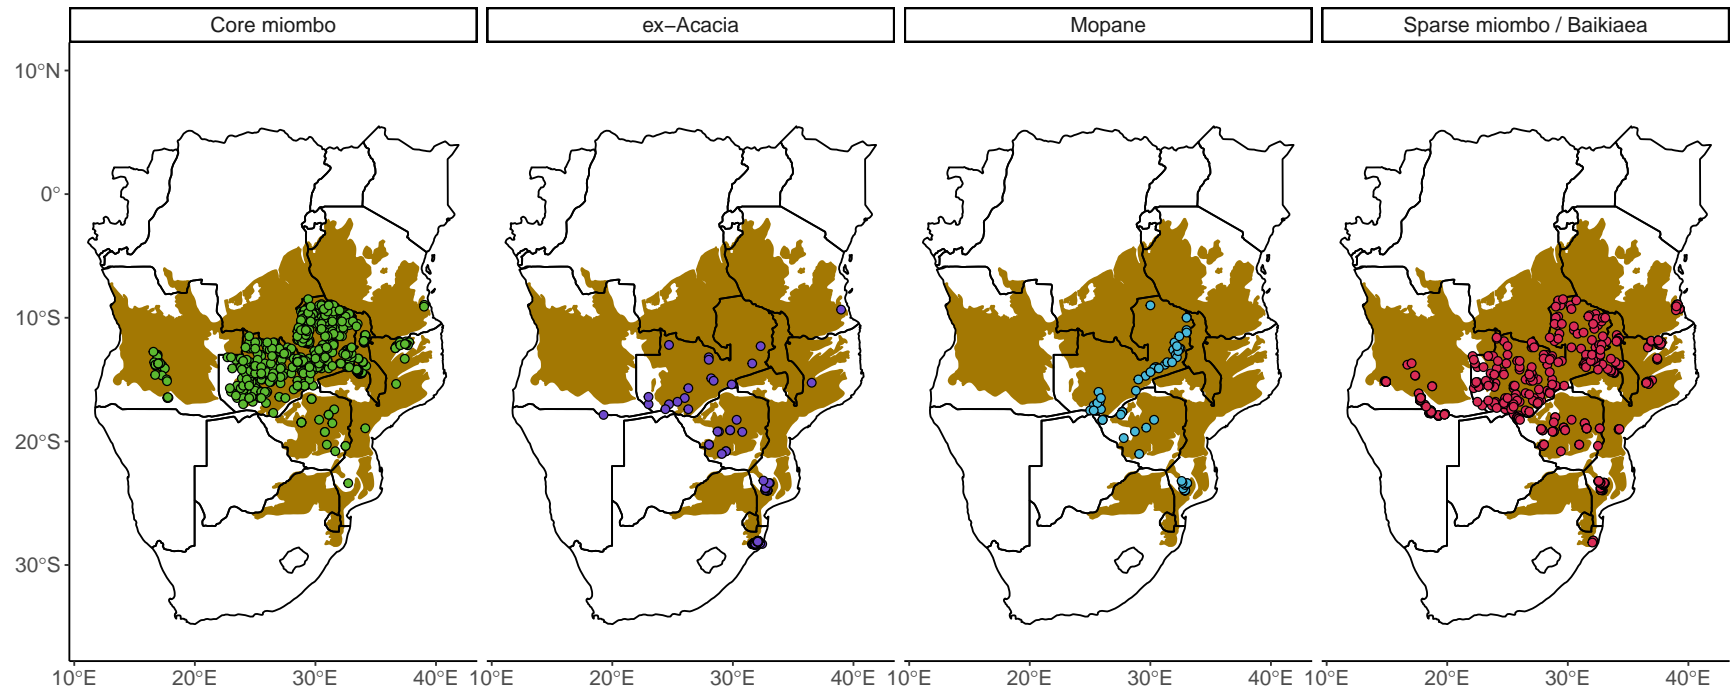 Core miombo
ex−Acacia
Mopane
Sparse miombo / Baikiaea
10°N
0°
10°S
20°S
30°S
10°E 20°E 30°E 40°E 10°E 20°E 30°E 40°E 10°E 20°E 30°E 40°E 10°E 20°E 30°E 40°E